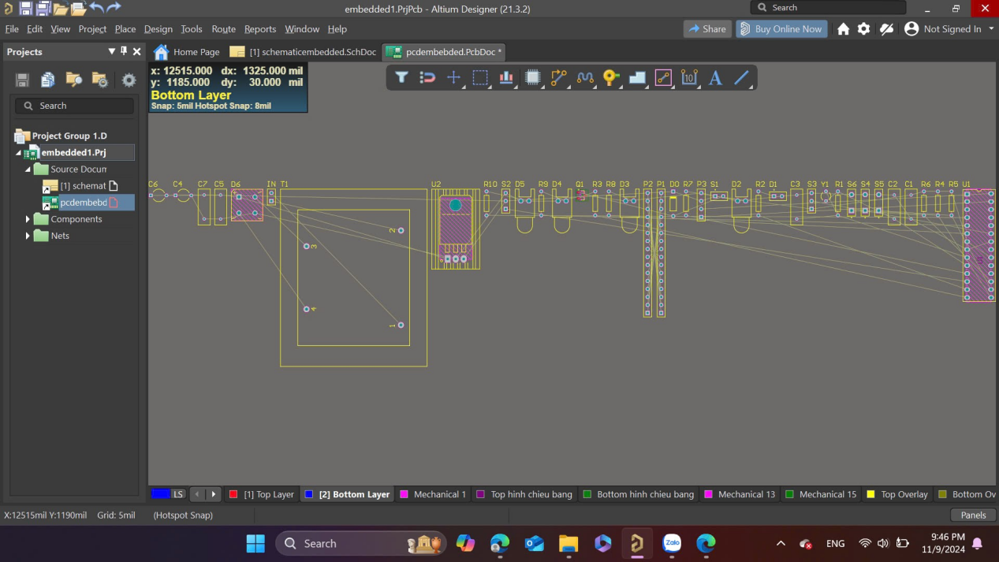 embedded1.PrjPcb - Altium Designer (21.3.2)
Search
File Edit View Project Place Design Tools Route Reports Window Help
Share
Buy Online Now
Not Signed In
Projects
Home Page
[1] schematicembedded.SchDoc
pcdembebded.PcbDoc *
x: 12515.000 dx: 1325.000 mil
y: 1185.000 dy: 30.000 mil
Bottom Layer
Snap: 5mil Hotspot Snap: 8mil
10
A
Search
Project Group 1.D
embedded1.Prj
Source Docum
[1] schemat
pcdembebd
Components
Nets
C6 C4 C7 C5 D6 IN T1 U2 R10 S2 D5 R9 D4 Q1 R3 R8 D3 P2 P1 D0 R7 P3 S1 D2 R2 D1 C3 S3 Y1 R1 S6 S4 S5 C2 C1 R6 R4 R5 U1
2
3
4
1
LS
[1] Top Layer
[2] Bottom Layer
Mechanical 1
Top hinh chieu bang
Bottom hinh chieu bang
Mechanical 13
Mechanical 15
Top Overlay
Bottom Ov
X:12515mil Y:1190mil Grid: 5mil (Hotspot Snap)
Panels
Search
Zalo
ENG
9:46 PM
11/9/2024